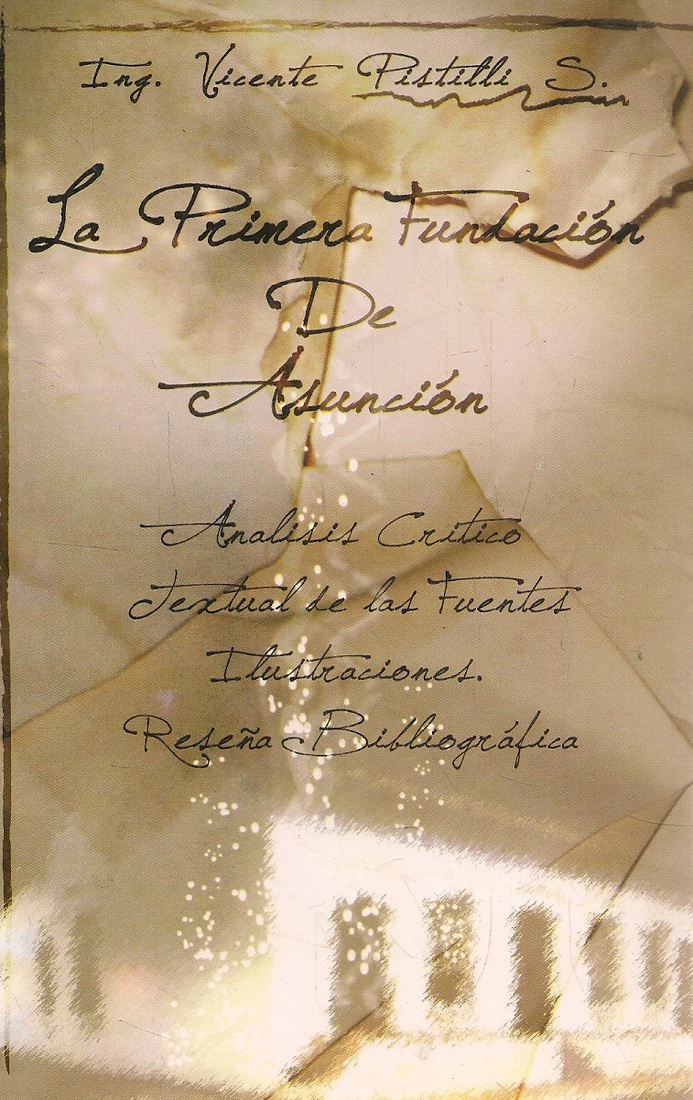 Ing. Vicente Pistilli S.
La Primera Fundación
De
Asunción
Analisis Critico
Textual de las Fuentes
Ilustraciones.
Reseña Bibliográfica